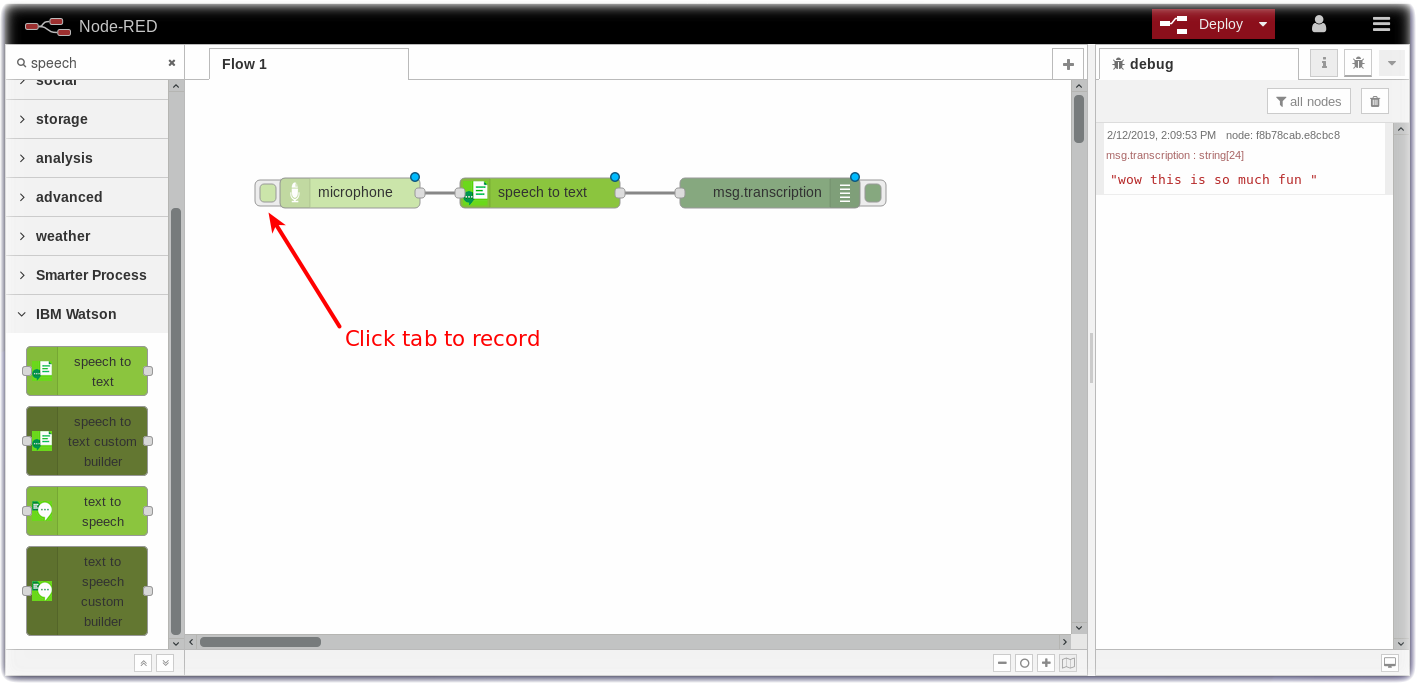 Node-RED
Deploy
speech
social
storage
analysis
advanced
weather
Smarter Process
IBM Watson
speech to
text
speech to
text custom
builder
text to
speech
text to
speech
custom
builder
Flow 1
microphone
speech to text
msg.transcription
Click tab to record
debug
all nodes
2/12/2019, 2:09:53 PM node: f8b78cab.e8cbc8
msg.transcription : string[24]
"wow this is so much fun "